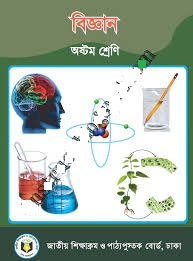 বিজ্ঞান
অষ্টম শ্রেণি
জাতীয় শিক্ষাক্রম ও পাঠ্যপুস্তক বোর্ড, ঢাকা